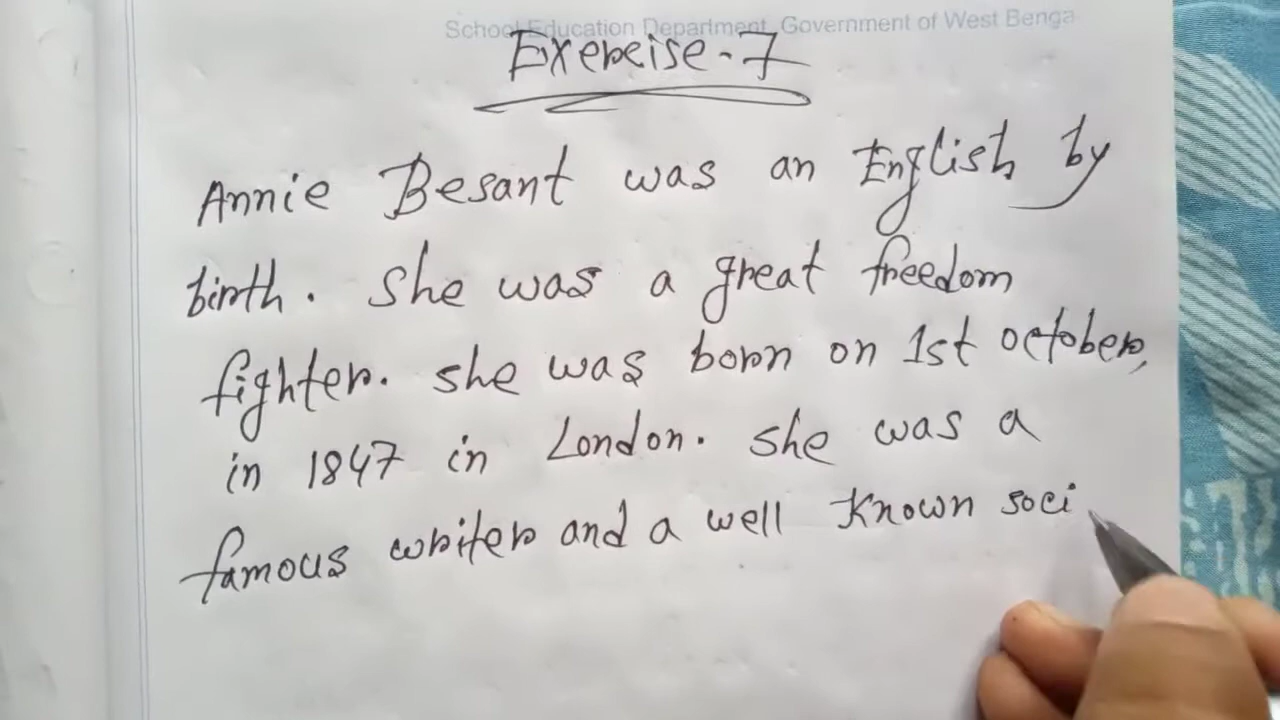 School Education Department, Government of West Benga
Exercise-7
Annie Besant was an English by
birth. She was a great freedom
fighter. she was born on 1st october,
in 1847 in London. she was a
famous writer and a well known soci